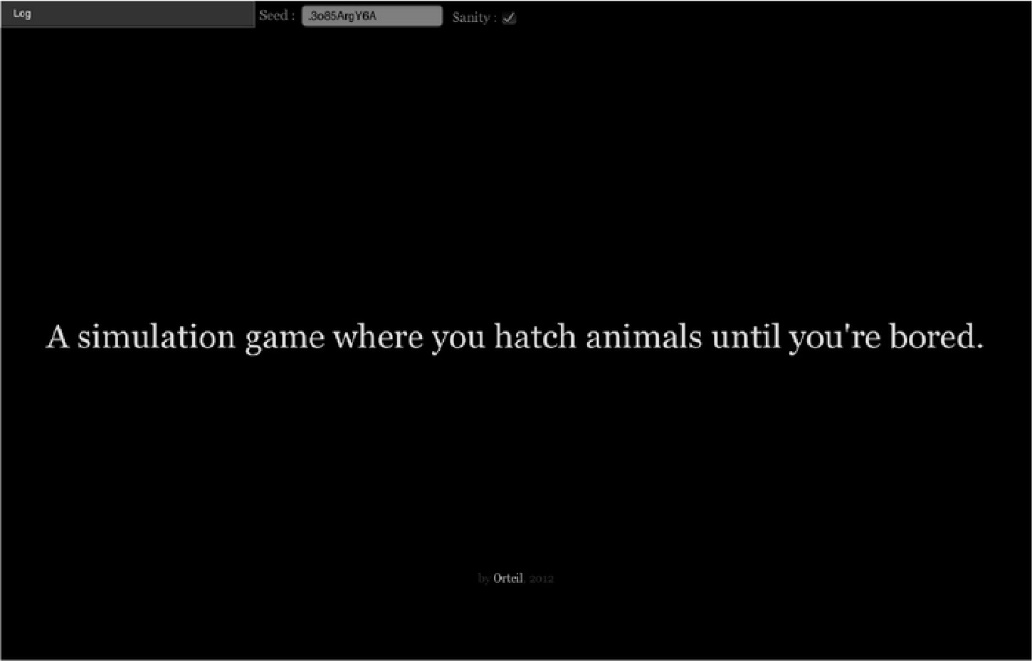 Log
Seed : .3o85ArgY6A
Sanity :
A simulation game where you hatch animals until you're bored.
by Orteil. 2012